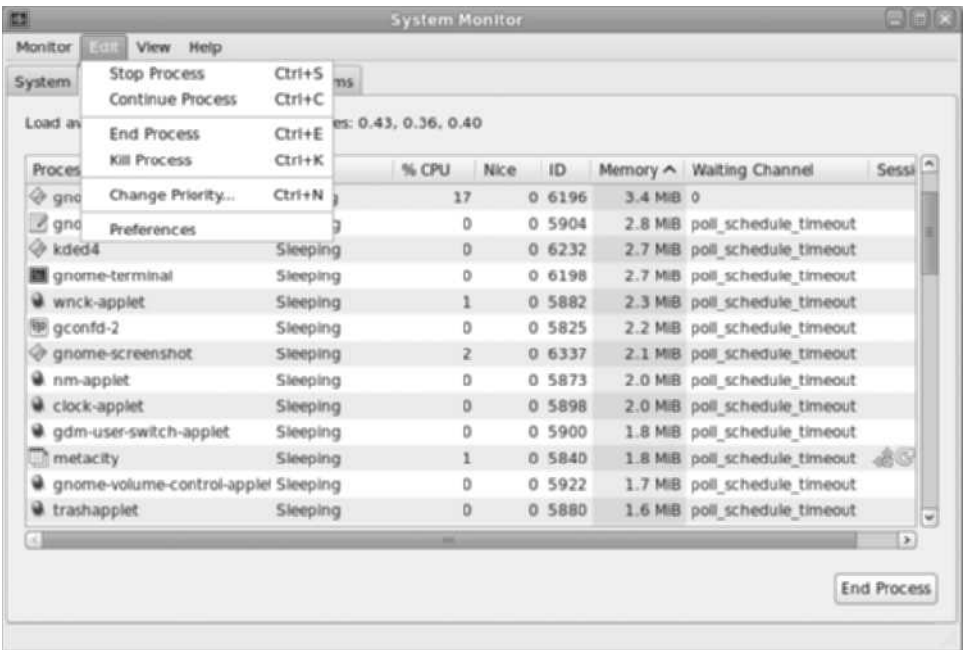 System Monitor
Monitor Edit View Help
System ms
Stop Process Ctrl+S
Continue Process Ctrl+C
End Process Ctrl+E
Kill Process Ctrl+K
Change Priority... Ctrl+N
Preferences
Load av es: 0.43, 0.36, 0.40
Proces % CPU Nice ID Memory Waiting Channel Sessi
gno g 17 0 6196 3.4 MiB 0
gno g 0 0 5904 2.8 MiB poll_schedule_timeout
kded4 Sleeping 0 0 6232 2.7 MiB poll_schedule_timeout
gnome-terminal Sleeping 0 0 6198 2.7 MiB poll_schedule_timeout
wnck-applet Sleeping 1 0 5882 2.3 MiB poll_schedule_timeout
gconfd-2 Sleeping 0 0 5825 2.2 MiB poll_schedule_timeout
gnome-screenshot Sleeping 2 0 6337 2.1 MiB poll_schedule_timeout
nm-applet Sleeping 0 0 5873 2.0 MiB poll_schedule_timeout
clock-applet Sleeping 0 0 5898 2.0 MiB poll_schedule_timeout
gdm-user-switch-applet Sleeping 0 0 5900 1.8 MiB poll_schedule_timeout
metacity Sleeping 1 0 5840 1.8 MiB poll_schedule_timeout
gnome-volume-control-applet Sleeping 0 0 5922 1.7 MiB poll_schedule_timeout
trashapplet Sleeping 0 0 5880 1.6 MiB poll_schedule_timeout
End Process